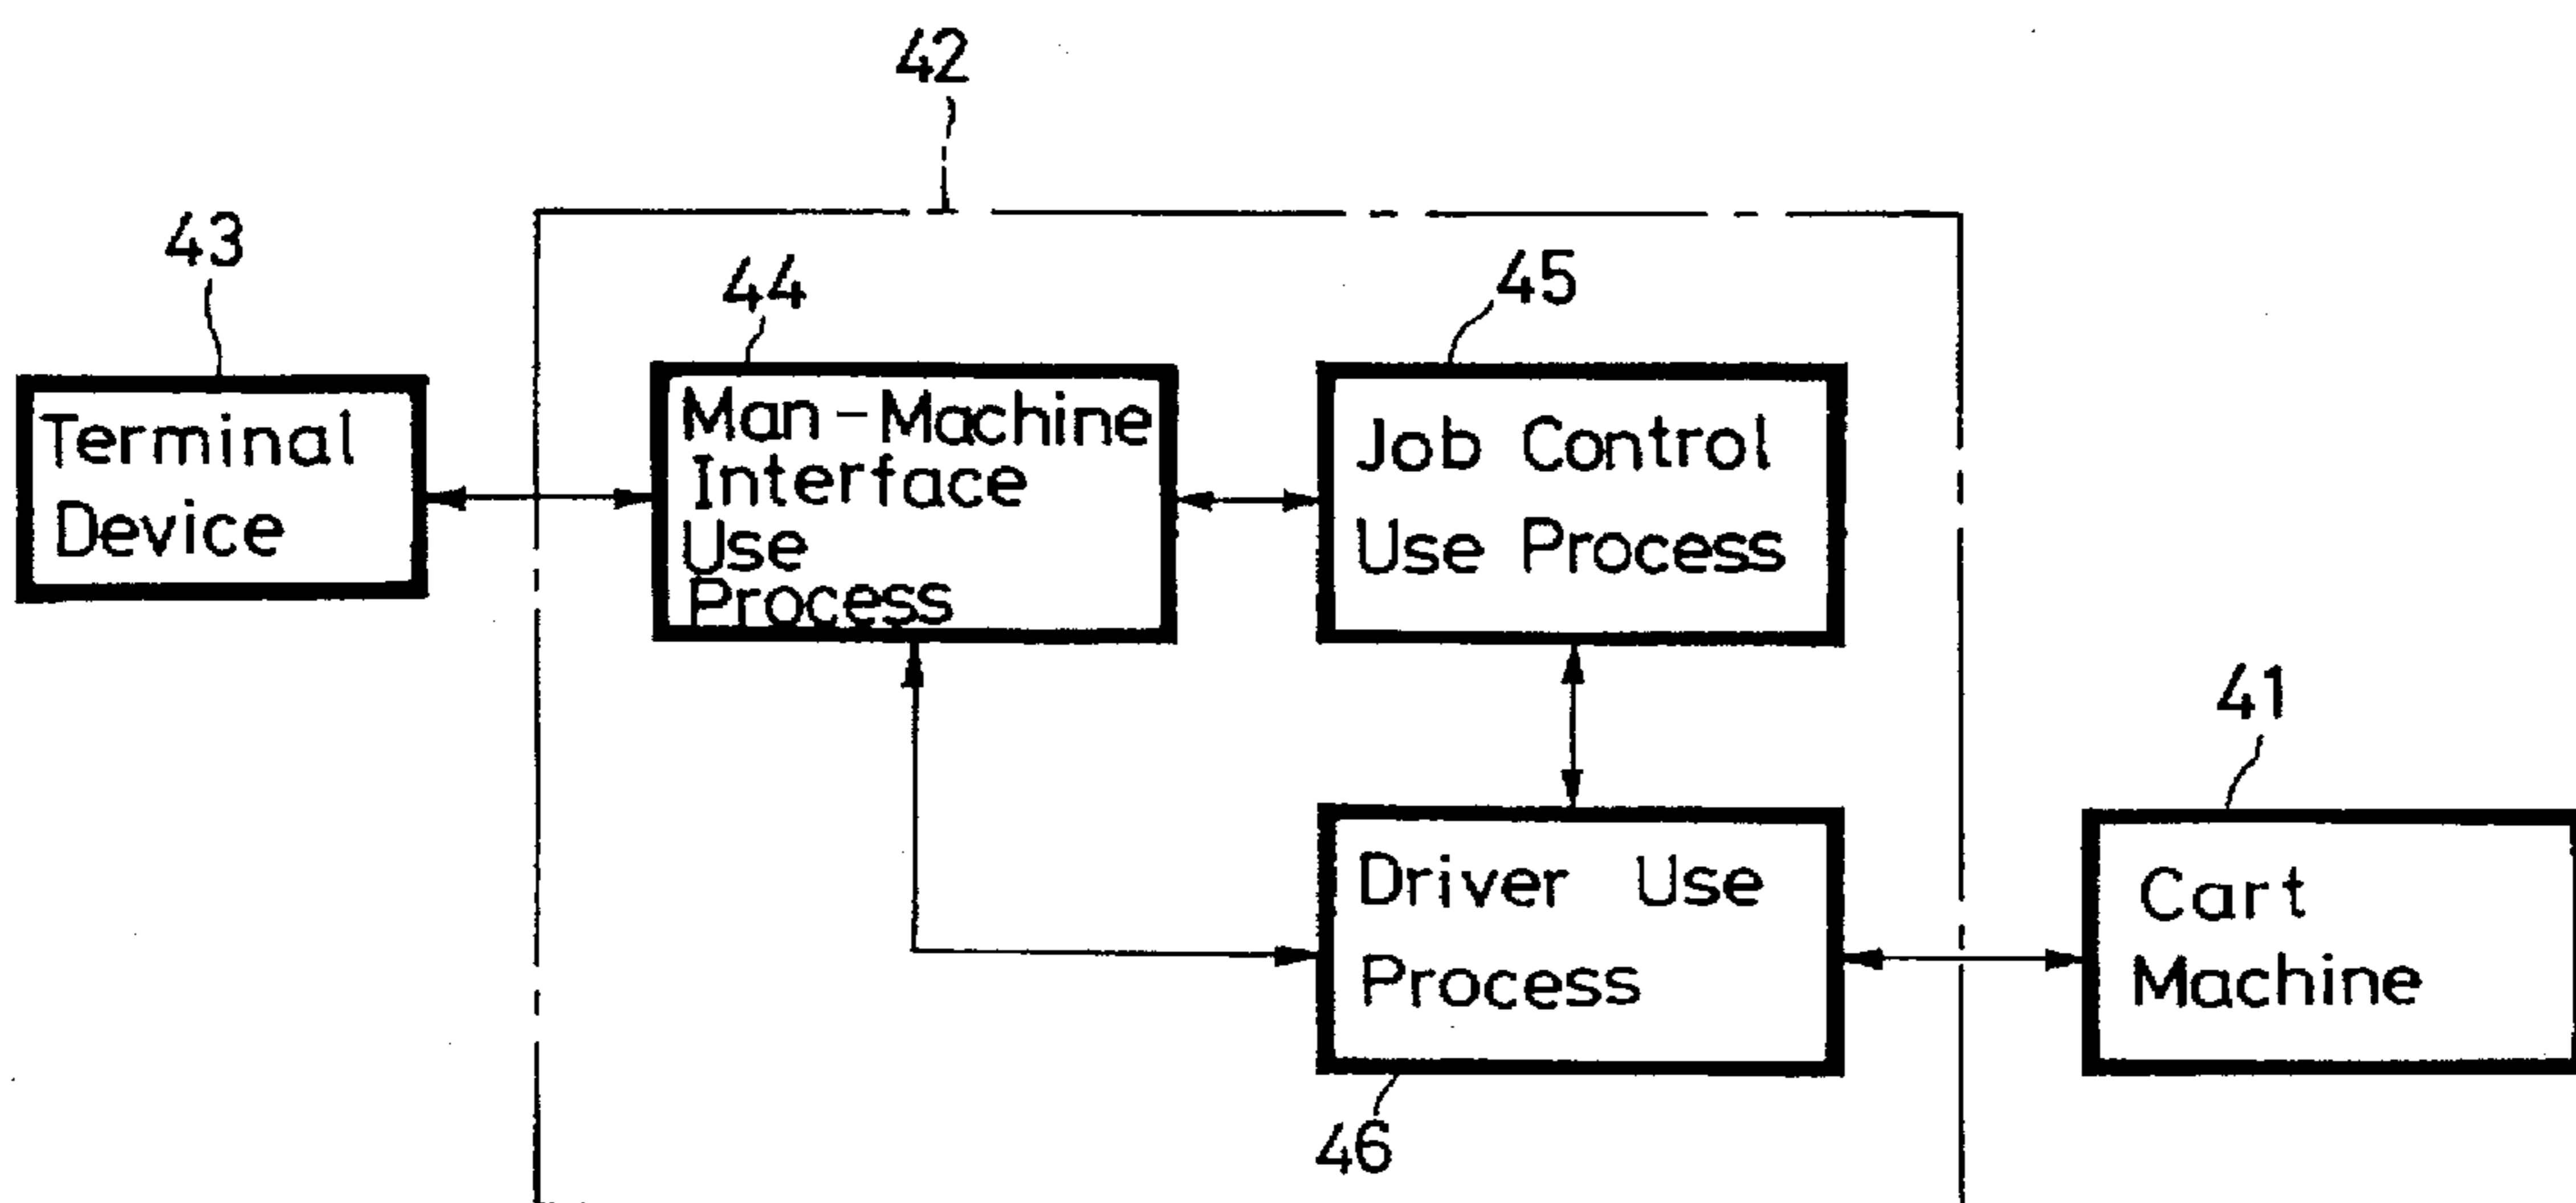 42
43
44
45
Terminal
Device
Man-Machine
Interface
Use
Process
Job Control
Use Process
41
Driver Use
Process
Cart
Machine
46